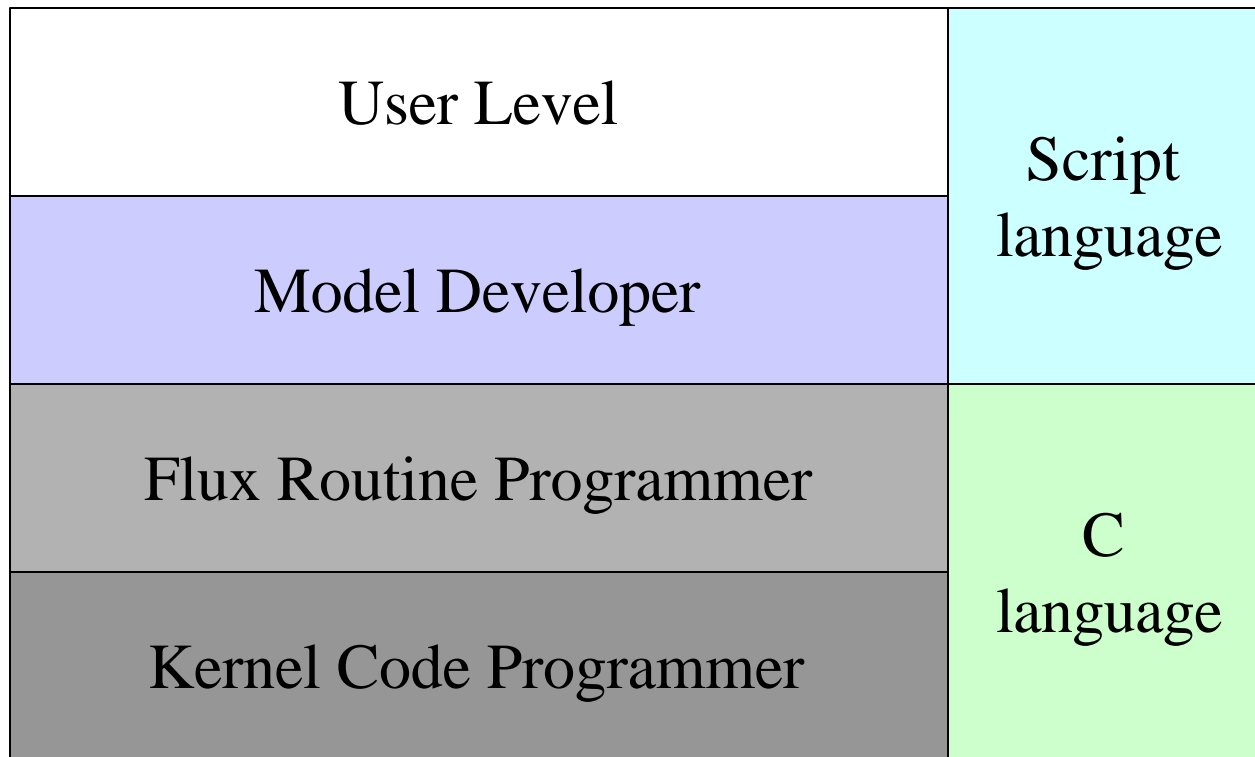 User Level
Model Developer
Flux Routine Programmer
Kernel Code Programmer
Script
language
C
language